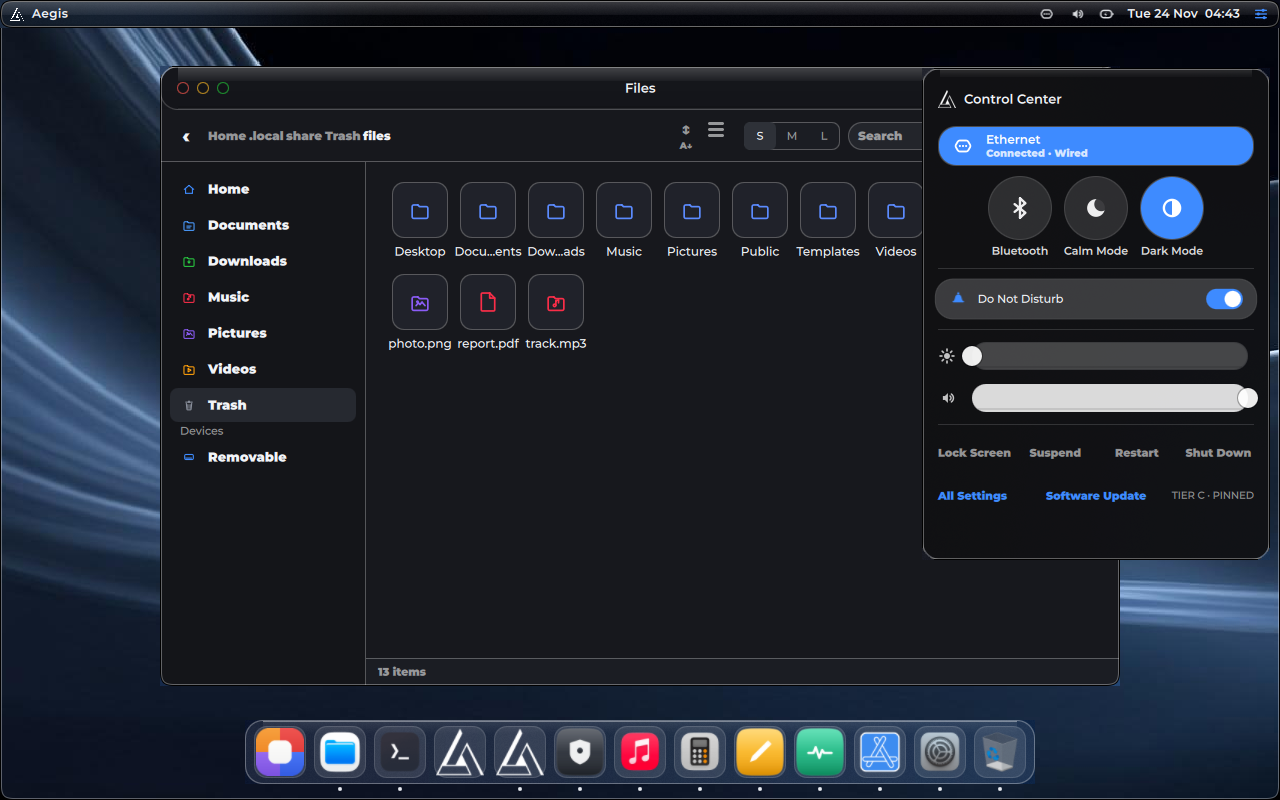 Aegis
Tue 24 Nov 04:43
Files
Home .local share Trash files
A+
S M L
Search
Home
Documents
Downloads
Music
Pictures
Videos
Trash
Devices
Removable
Desktop Docu...ents Dow...ads Music Pictures Public Templates Videos
photo.png report.pdf track.mp3
13 items
Control Center
Ethernet
Connected · Wired
Bluetooth Calm Mode Dark Mode
Do Not Disturb
Lock Screen Suspend Restart Shut Down
All Settings Software Update TIER C · PINNED